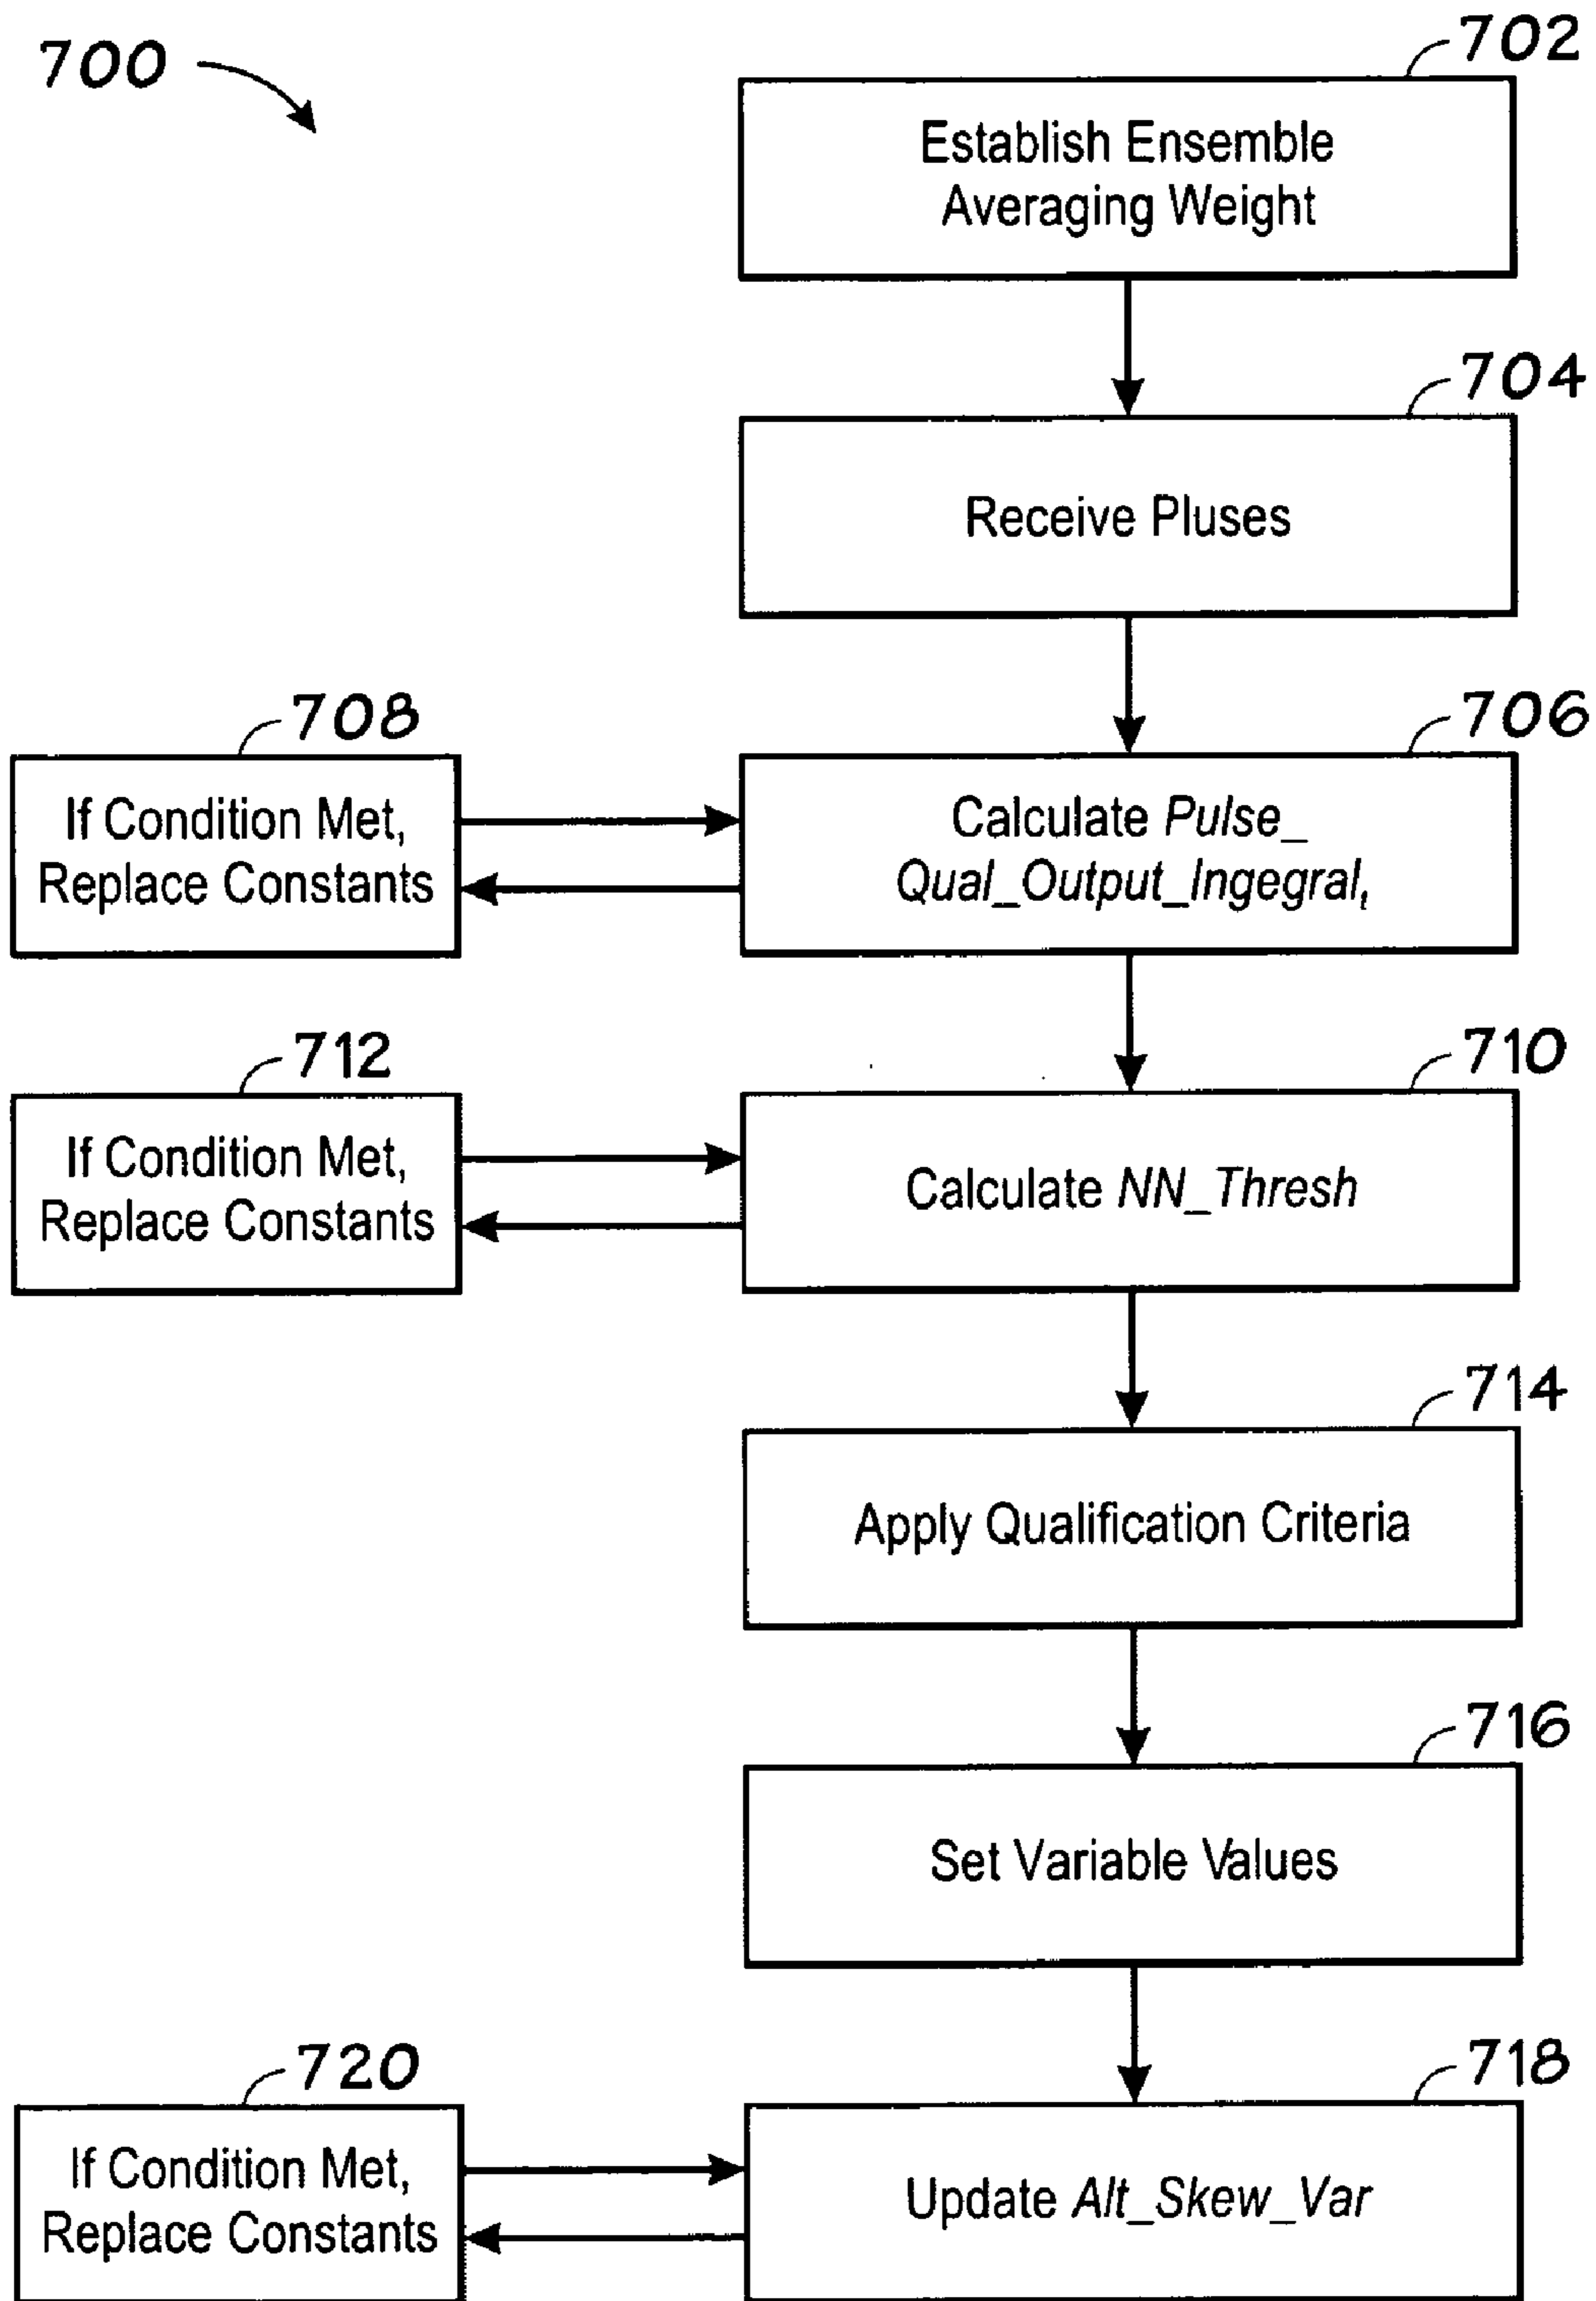 700
702
Establish Ensemble
Averaging Weight
704
Receive Pluses
708
If Condition Met,
Replace Constants
706
Calculate Pulse_
Qual_Output_Ingegral_t
712
If Condition Met,
Replace Constants
710
Calculate NN_Thresh
714
Apply Qualification Criteria
716
Set Variable Values
720
If Condition Met,
Replace Constants
718
Update Alt_Skew_Var